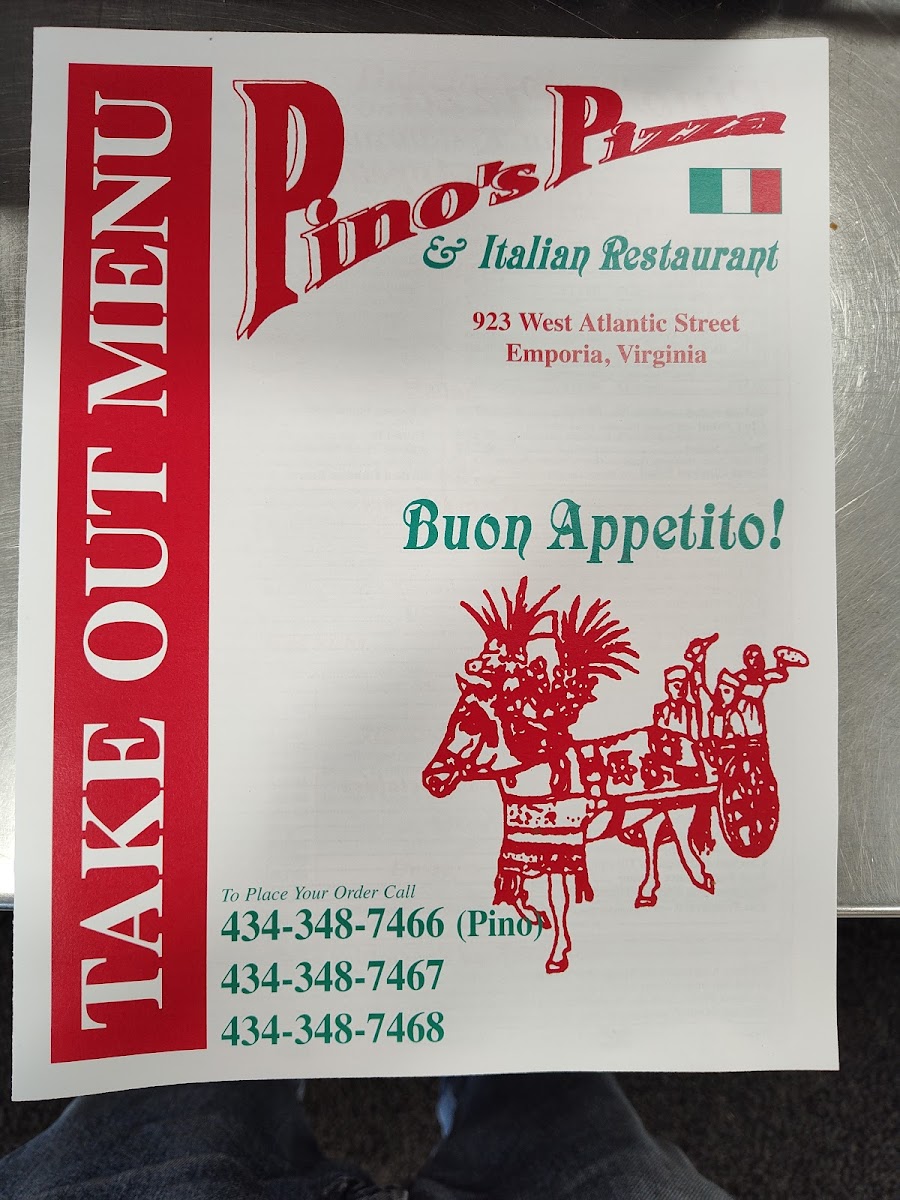 TAKE OUT MENU
Pino's Pizza
& Italian Restaurant
923 West Atlantic Street
Emporia, Virginia
Buon Appetito!
To Place Your Order Call
434-348-7466 (Pino)
434-348-7467
434-348-7468